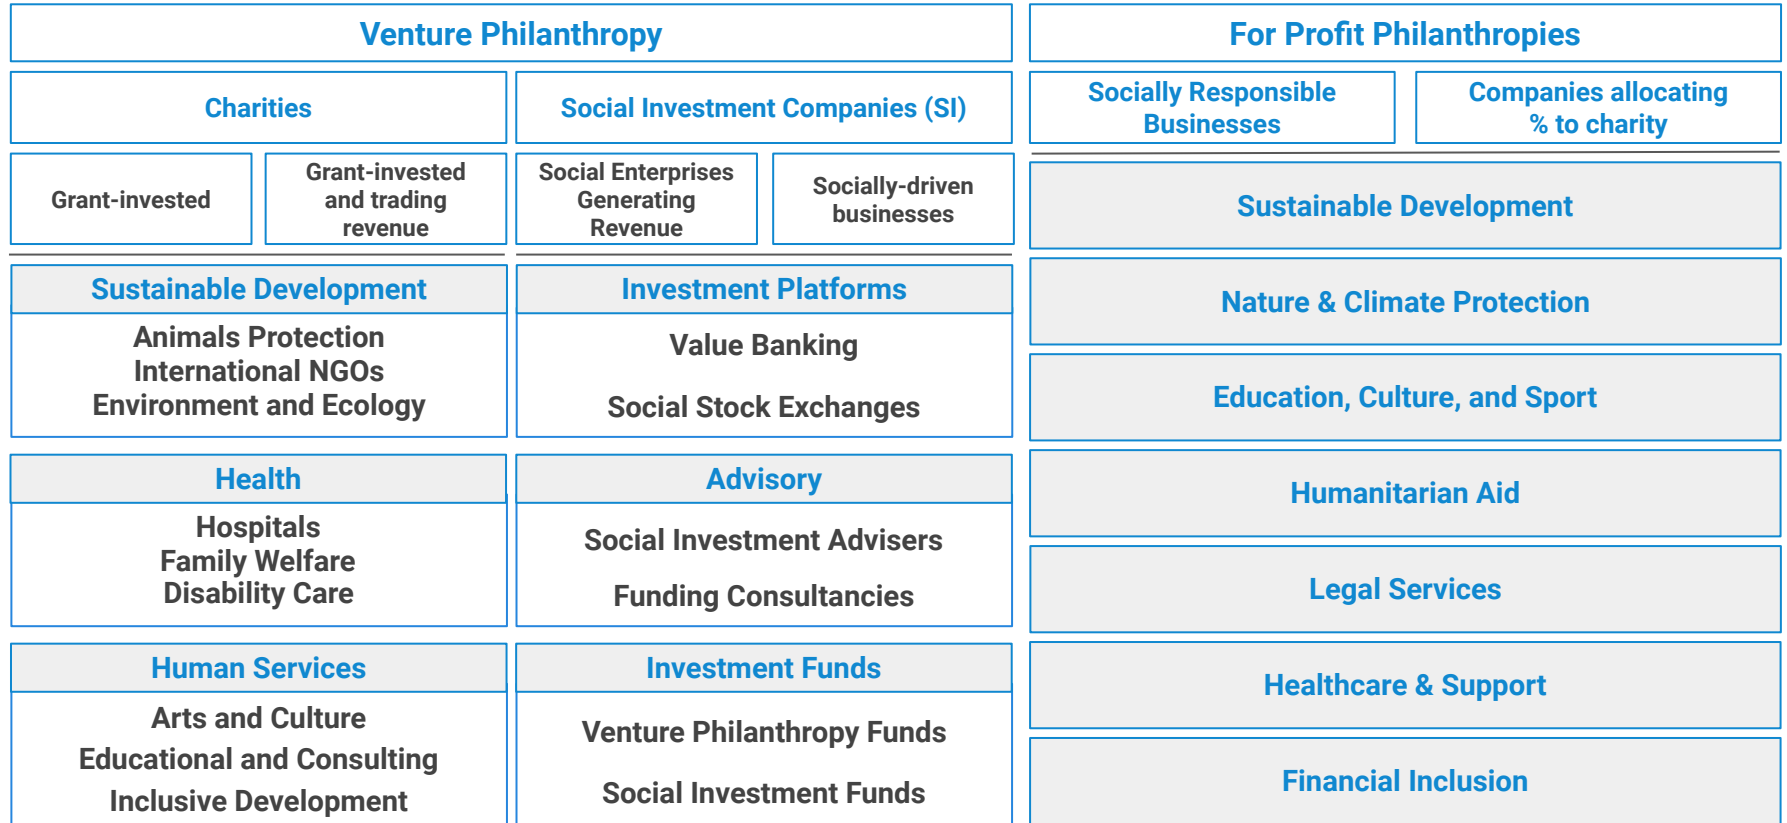 Venture Philanthropy
For Profit Philanthropies
Charities
Social Investment Companies (SI)
Socially Responsible
Businesses
Companies allocating
% to charity
Grant-invested
Grant-invested
and trading
revenue
Social Enterprises
Generating
Revenue
Socially-driven
businesses
Sustainable Development
Animals Protection
International NGOs
Environment and Ecology
Investment Platforms
Value Banking
Social Stock Exchanges
Health
Hospitals
Family Welfare
Disability Care
Advisory
Social Investment Advisers
Funding Consultancies
Human Services
Arts and Culture
Educational and Consulting
Inclusive Development
Investment Funds
Venture Philanthropy Funds
Social Investment Funds
Sustainable Development
Nature & Climate Protection
Education, Culture, and Sport
Humanitarian Aid
Legal Services
Healthcare & Support
Financial Inclusion